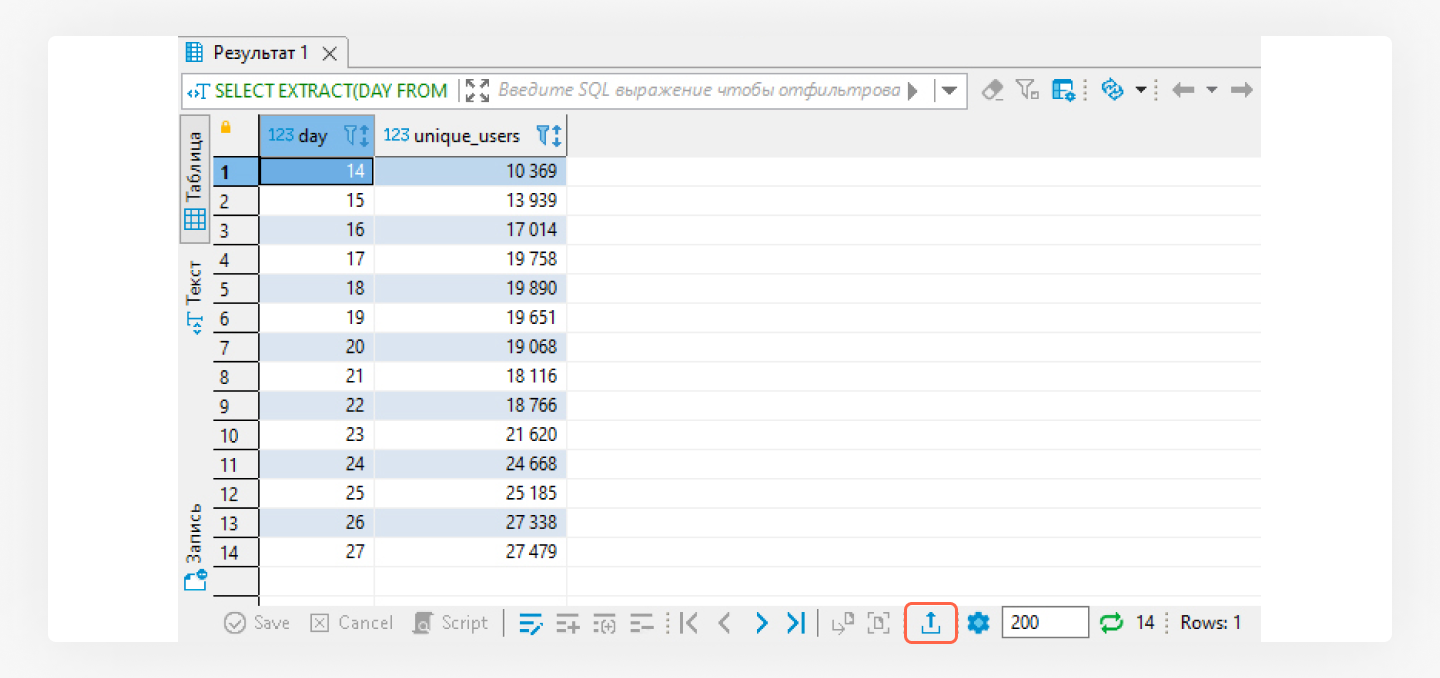 Результат 1
SELECT EXTRACT(DAY FROM Введите SQL выражение чтобы отфильтрова
Таблица
Текст
Запись
123 day 123 unique_users
1 14 10 369
2 15 13 939
3 16 17 014
4 17 19 758
5 18 19 890
6 19 19 651
7 20 19 068
8 21 18 116
9 22 18 766
10 23 21 620
11 24 24 668
12 25 25 185
13 26 27 338
14 27 27 479
Save Cancel Script 200 14 Rows: 1